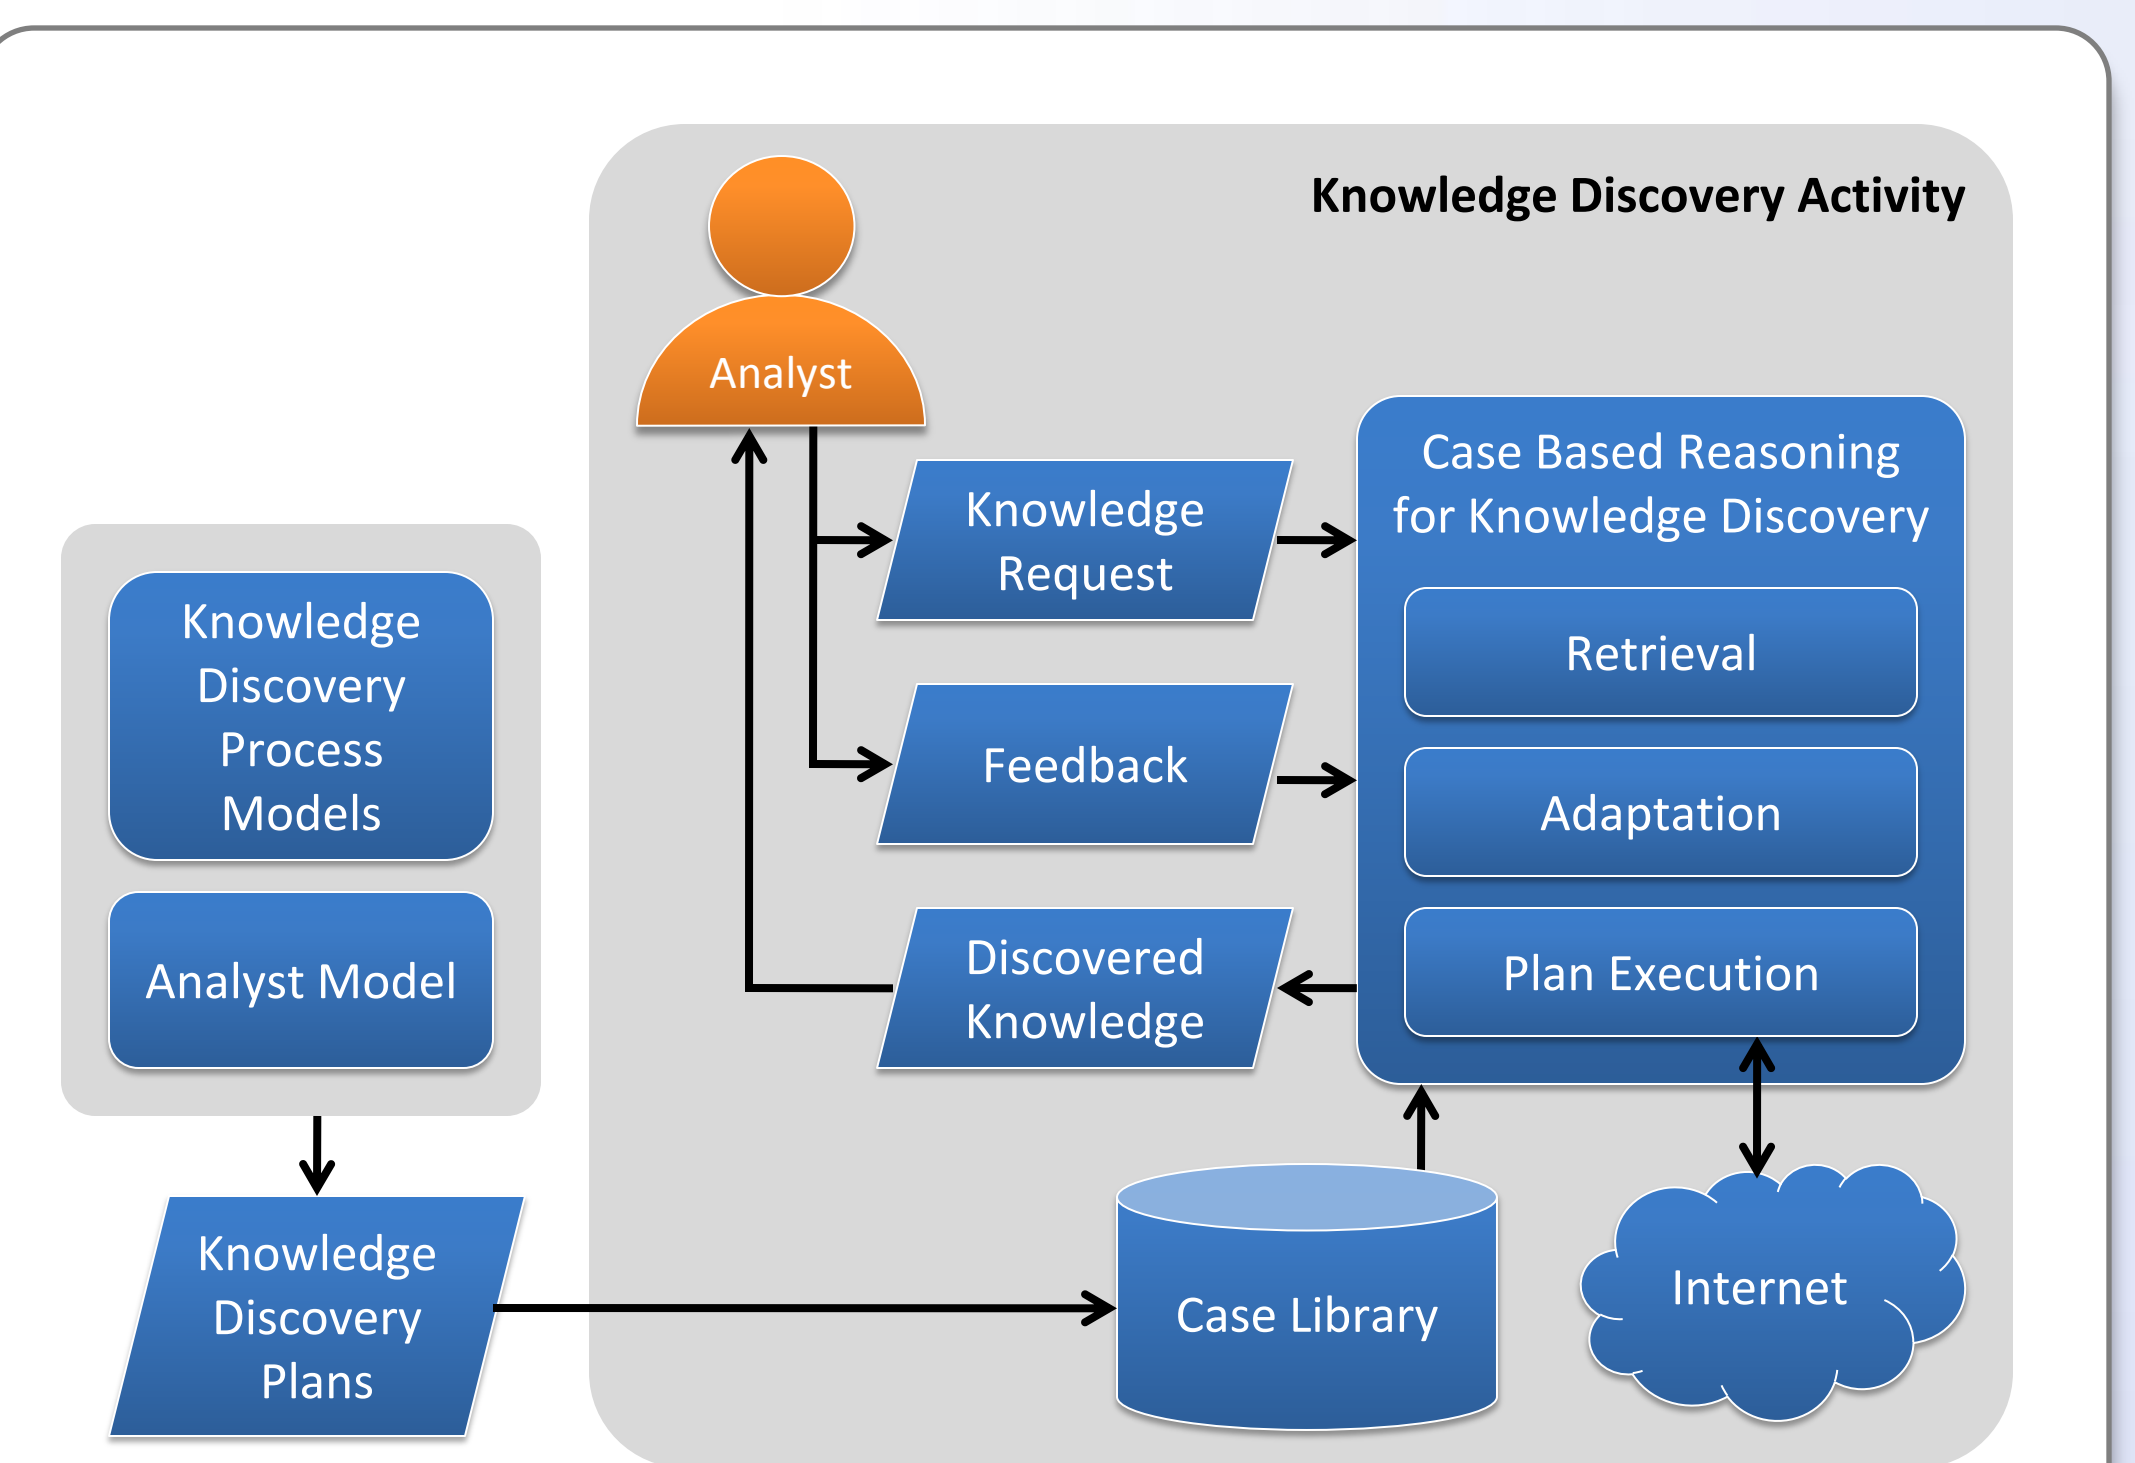 Knowledge Discovery Activity
Analyst
Knowledge
Request
Feedback
Discovered
Knowledge
Case Based Reasoning
for Knowledge Discovery
Retrieval
Adaptation
Plan Execution
Knowledge
Discovery
Process
Models
Analyst Model
Knowledge
Discovery
Plans
Case Library
Internet